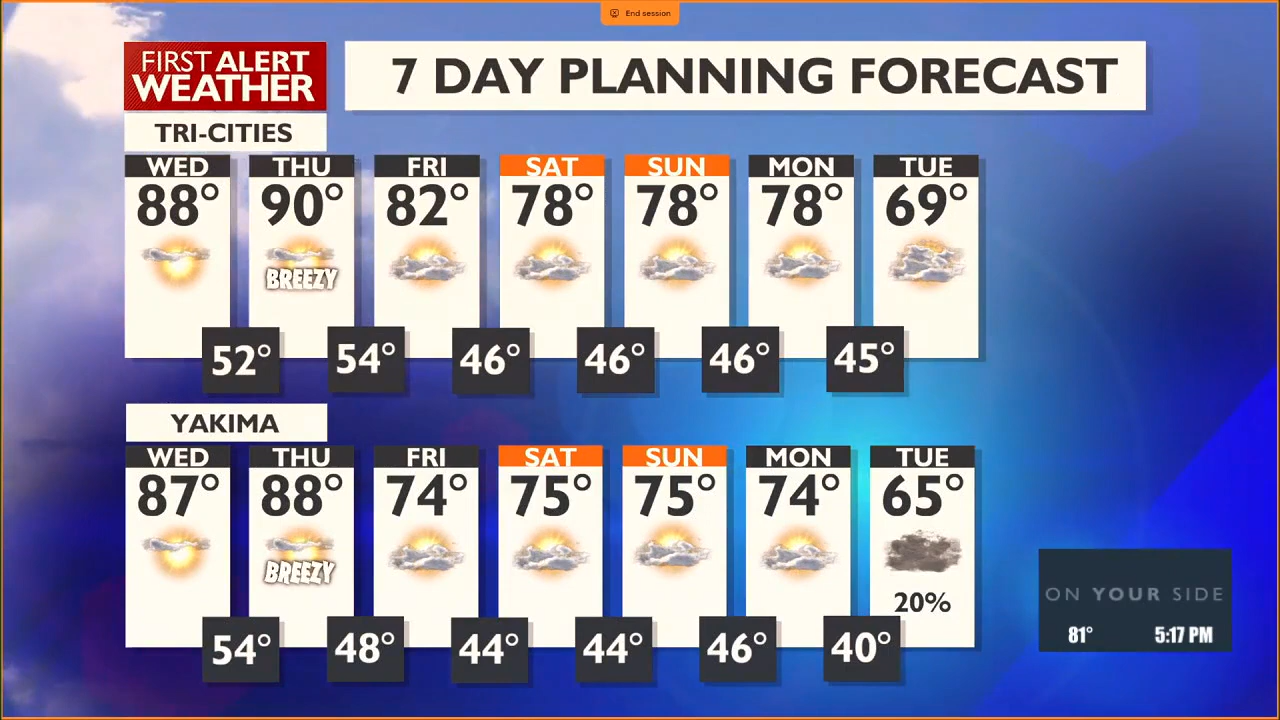 End session
FIRST ALERT
WEATHER
7 DAY PLANNING FORECAST
TRI-CITIES
WED THU FRI SAT SUN MON TUE
88° 90° 82° 78° 78° 78° 69°
BREEZY
52° 54° 46° 46° 46° 45°
YAKIMA
WED THU FRI SAT SUN MON TUE
87° 88° 74° 75° 75° 74° 65°
BREEZY
20%
54° 48° 44° 44° 46° 40°
ON YOUR SIDE
81° 5:17 PM